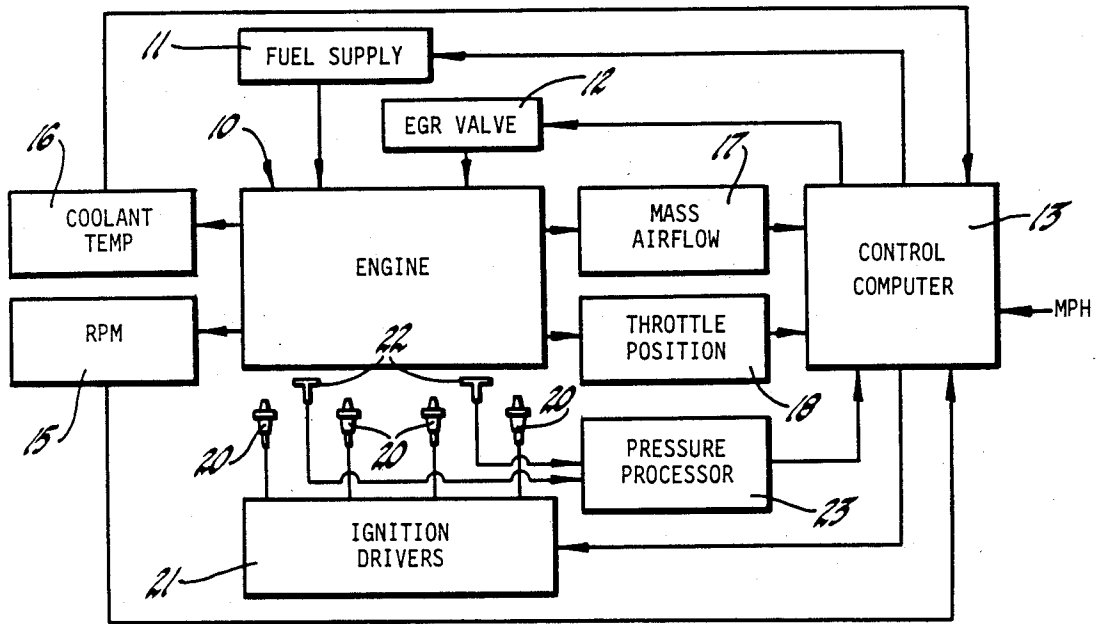 11
FUEL SUPPLY
12
EGR VALVE
10
16
17
COOLANT
TEMP
MASS
AIRFLOW
13
ENGINE
CONTROL
COMPUTER
MPH
RPM
THROTTLE
POSITION
22
15
18
20
20
20
PRESSURE
PROCESSOR
23
IGNITION
DRIVERS
21